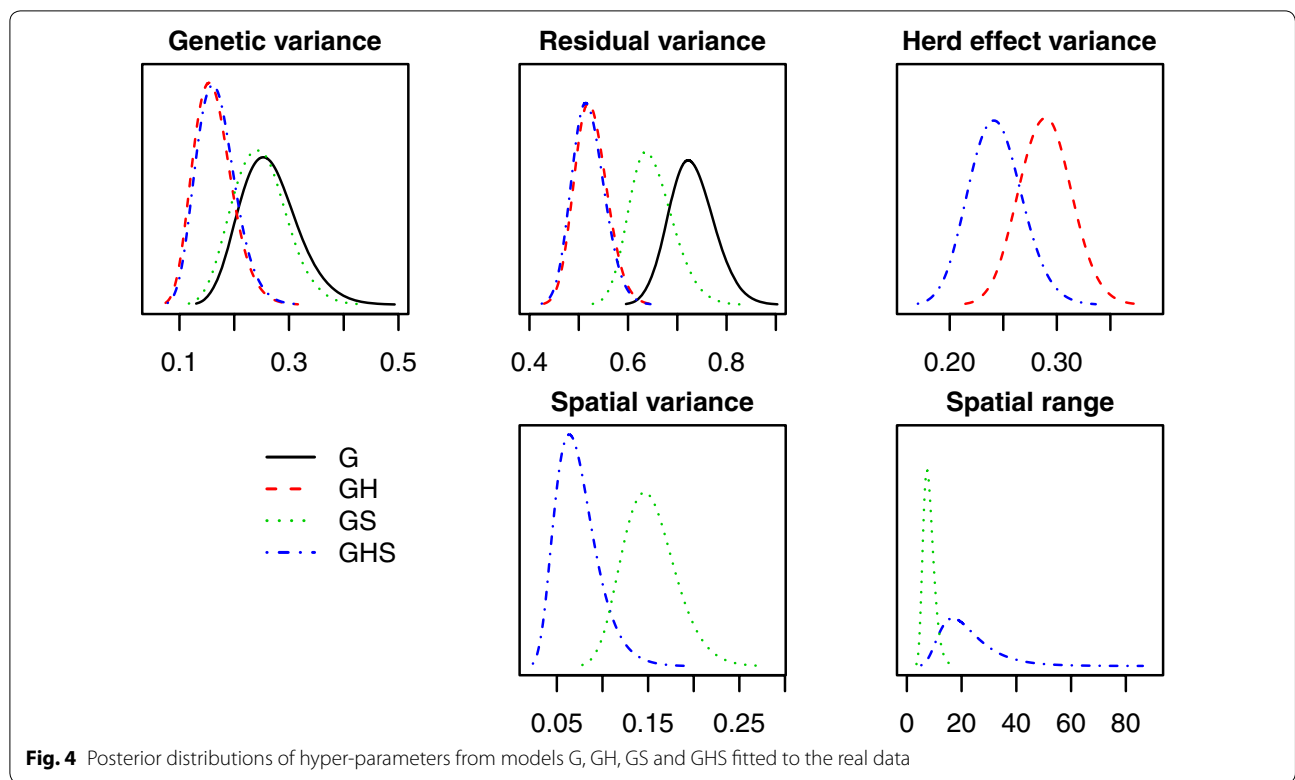 Genetic variance
Residual variance
Herd effect variance
0.1 0.3 0.5
0.4 0.6 0.8
0.20 0.30
Spatial variance
Spatial range
G
GH
GS
GHS
0.05 0.15 0.25
0 20 40 60 80
Fig. 4 Posterior distributions of hyper-parameters from models G, GH, GS and GHS fitted to the real data